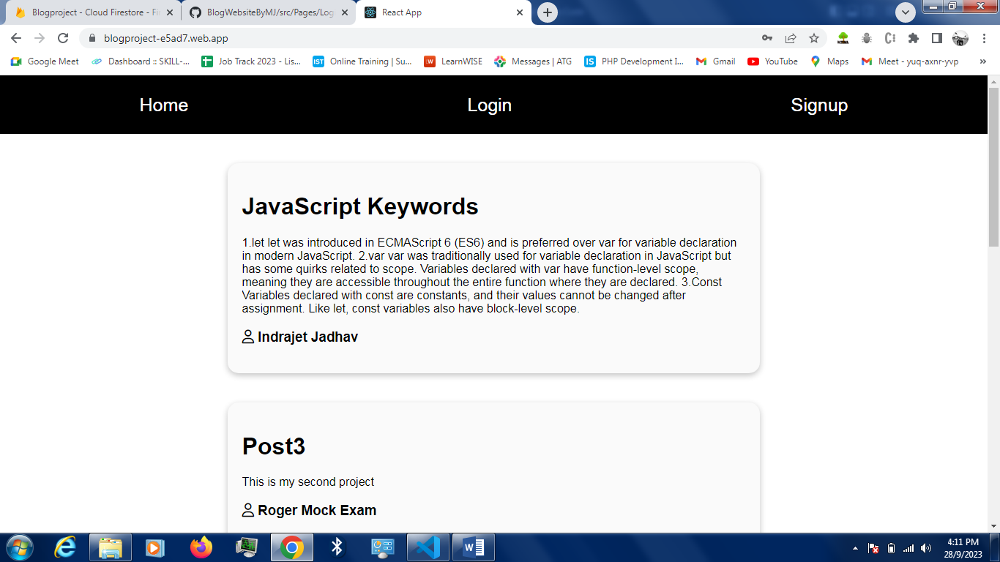 Blogproject - Cloud Firestore - Fi
BlogWebsiteByMJ/src/Pages/Log
React App
blogproject-e5ad7.web.app
Google Meet
Dashboard :: SKILL-...
Job Track 2023 - Lis...
Online Training | Su...
LearnWISE
Messages | ATG
PHP Development I...
Gmail
YouTube
Maps
Meet - yuq-axnr-yvp
Home
Login
Signup
JavaScript Keywords
1.let let was introduced in ECMAScript 6 (ES6) and is preferred over var for variable declaration
in modern JavaScript. 2.var var was traditionally used for variable declaration in JavaScript but
has some quirks related to scope. Variables declared with var have function-level scope,
meaning they are accessible throughout the entire function where they are declared. 3.Const
Variables declared with const are constants, and their values cannot be changed after
assignment. Like let, const variables also have block-level scope.
Indrajet Jadhav
Post3
This is my second project
Roger Mock Exam
4:11 PM
28/9/2023